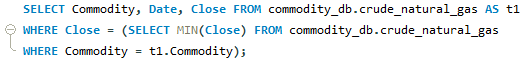 SELECT Commodity, Date, Close FROM commodity_db.crude_natural_gas AS t1
WHERE Close = (SELECT MIN(Close) FROM commodity_db.crude_natural_gas
WHERE Commodity = t1.Commodity);